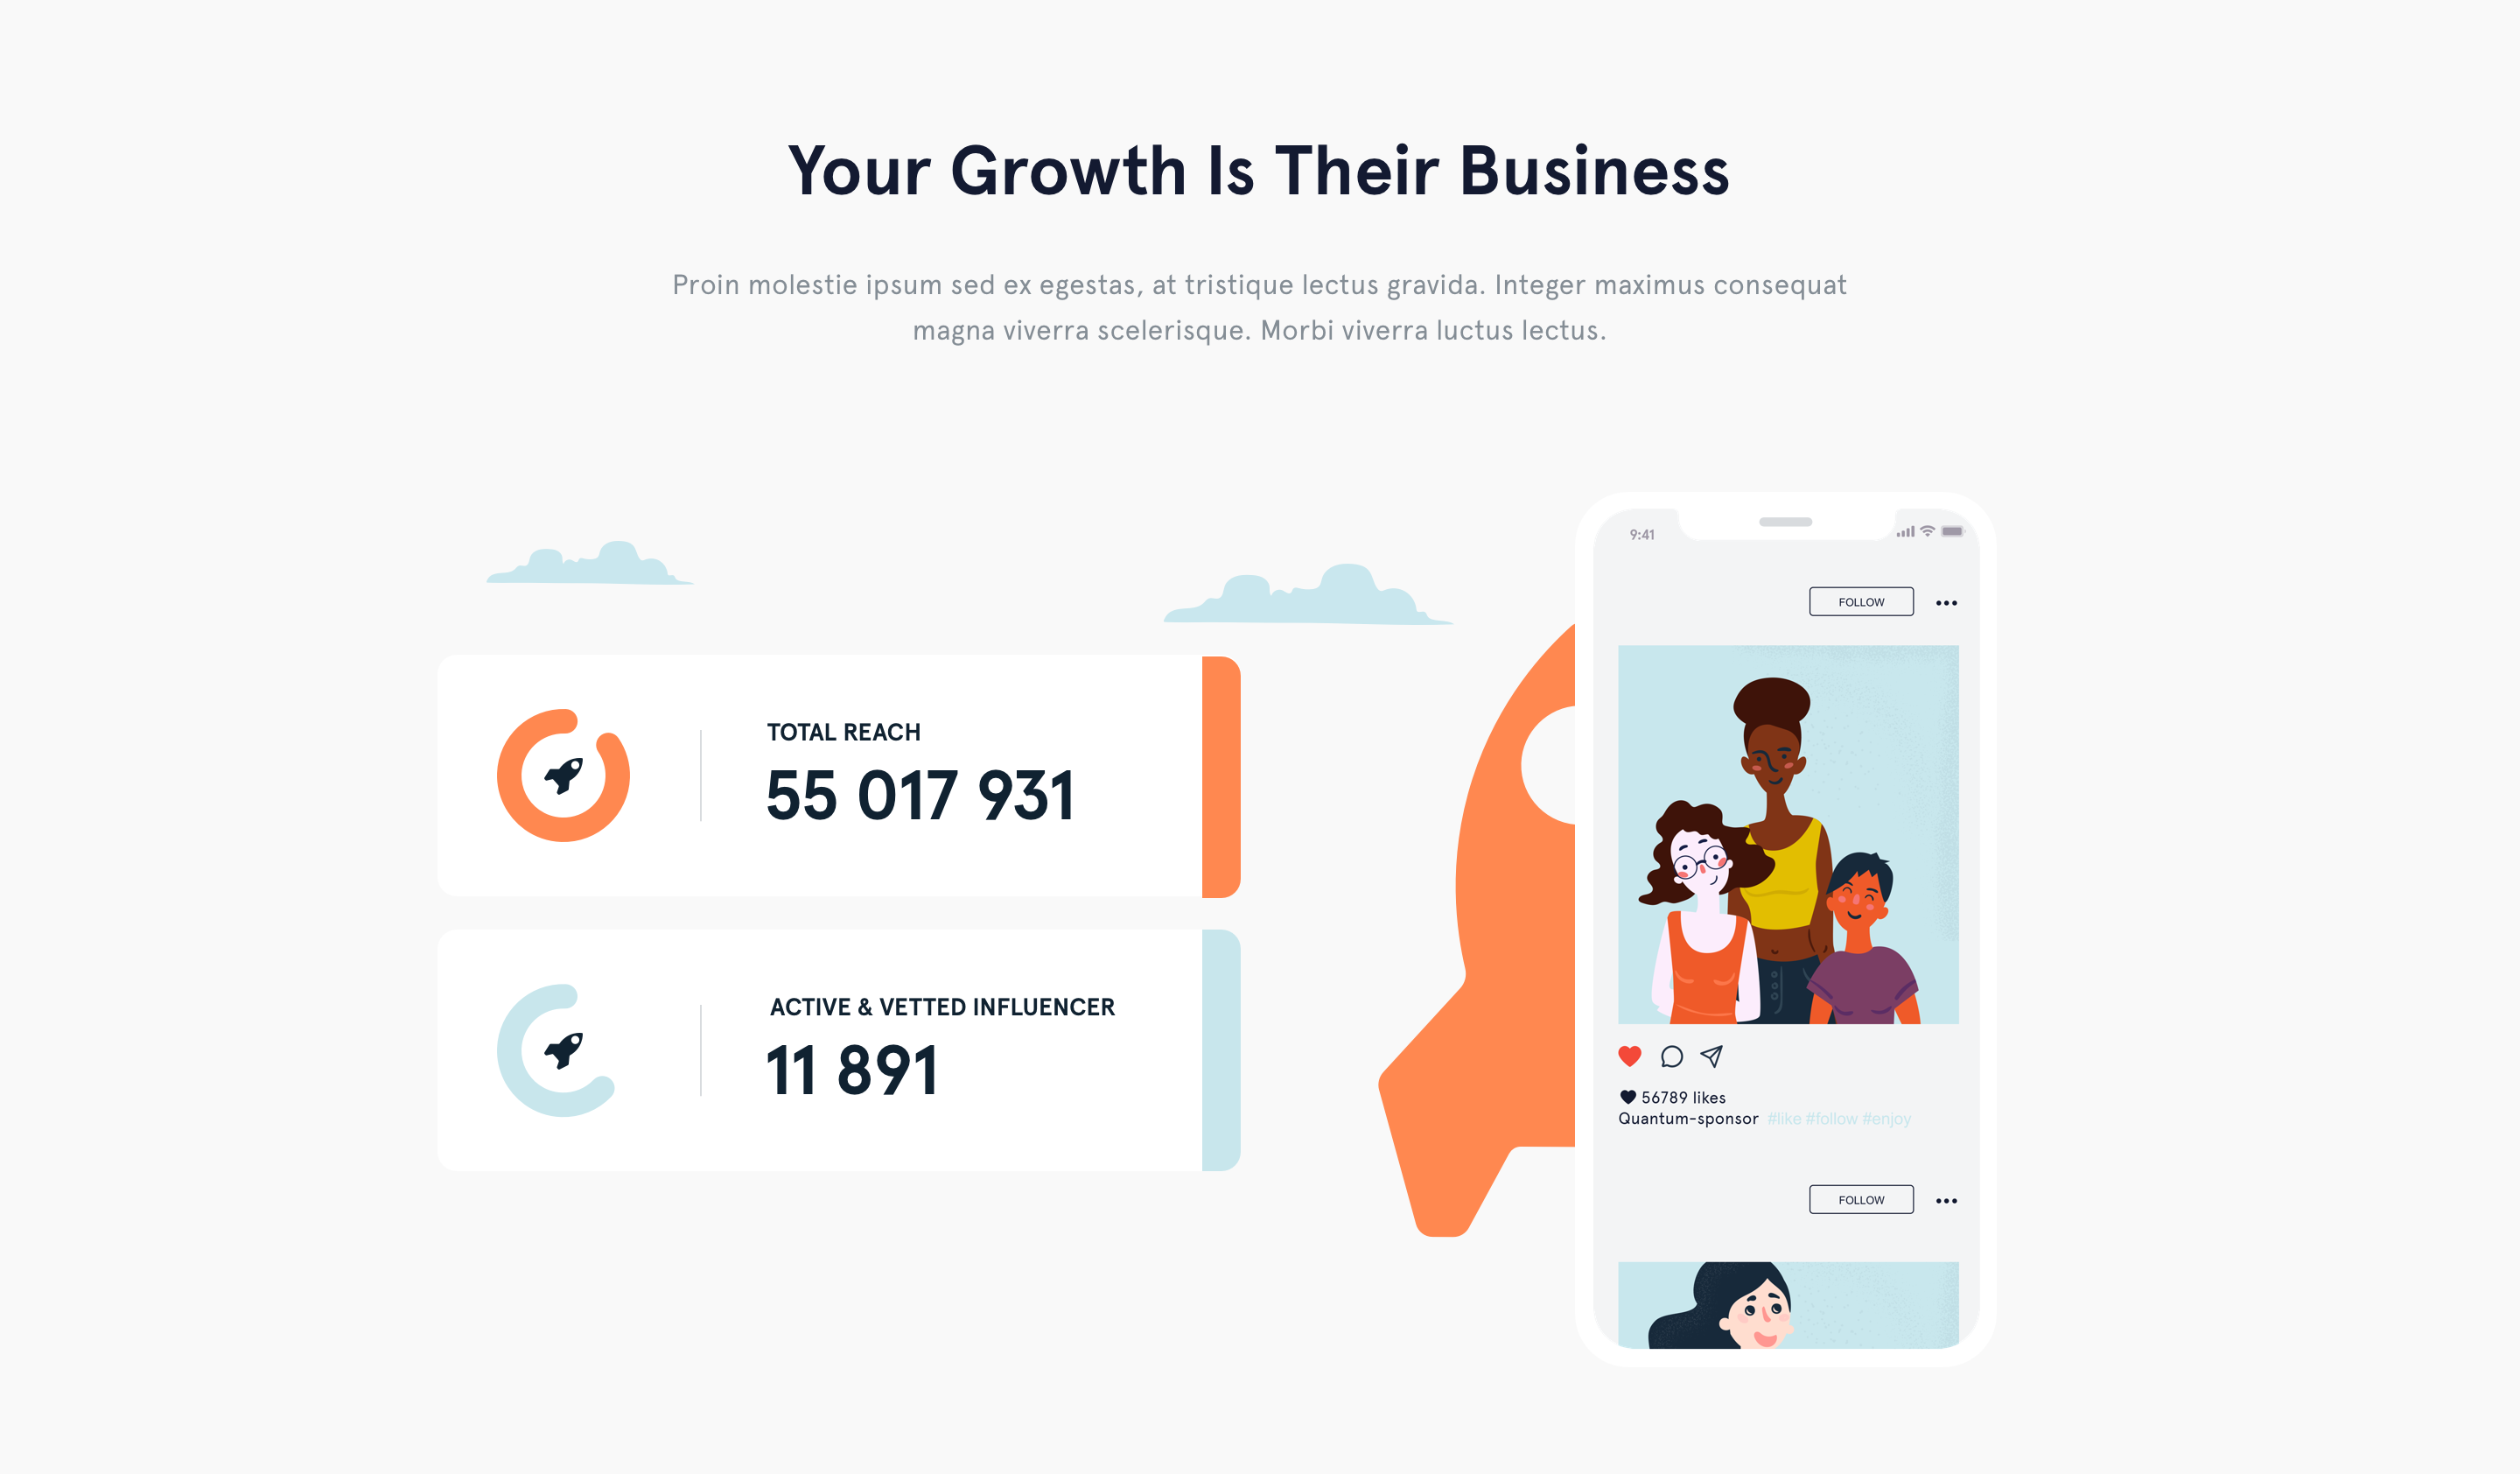 Your Growth Is Their Business
Proin molestie ipsum sed ex egestas, at tristique lectus gravida. Integer maximus consequat
magna viverra scelerisque. Morbi viverra luctus lectus.
TOTAL REACH
55 017 931
ACTIVE & VETTED INFLUENCER
11 891
9:41
FOLLOW
56789 likes
Quantum-sponsor #like #follow #enjoy
FOLLOW